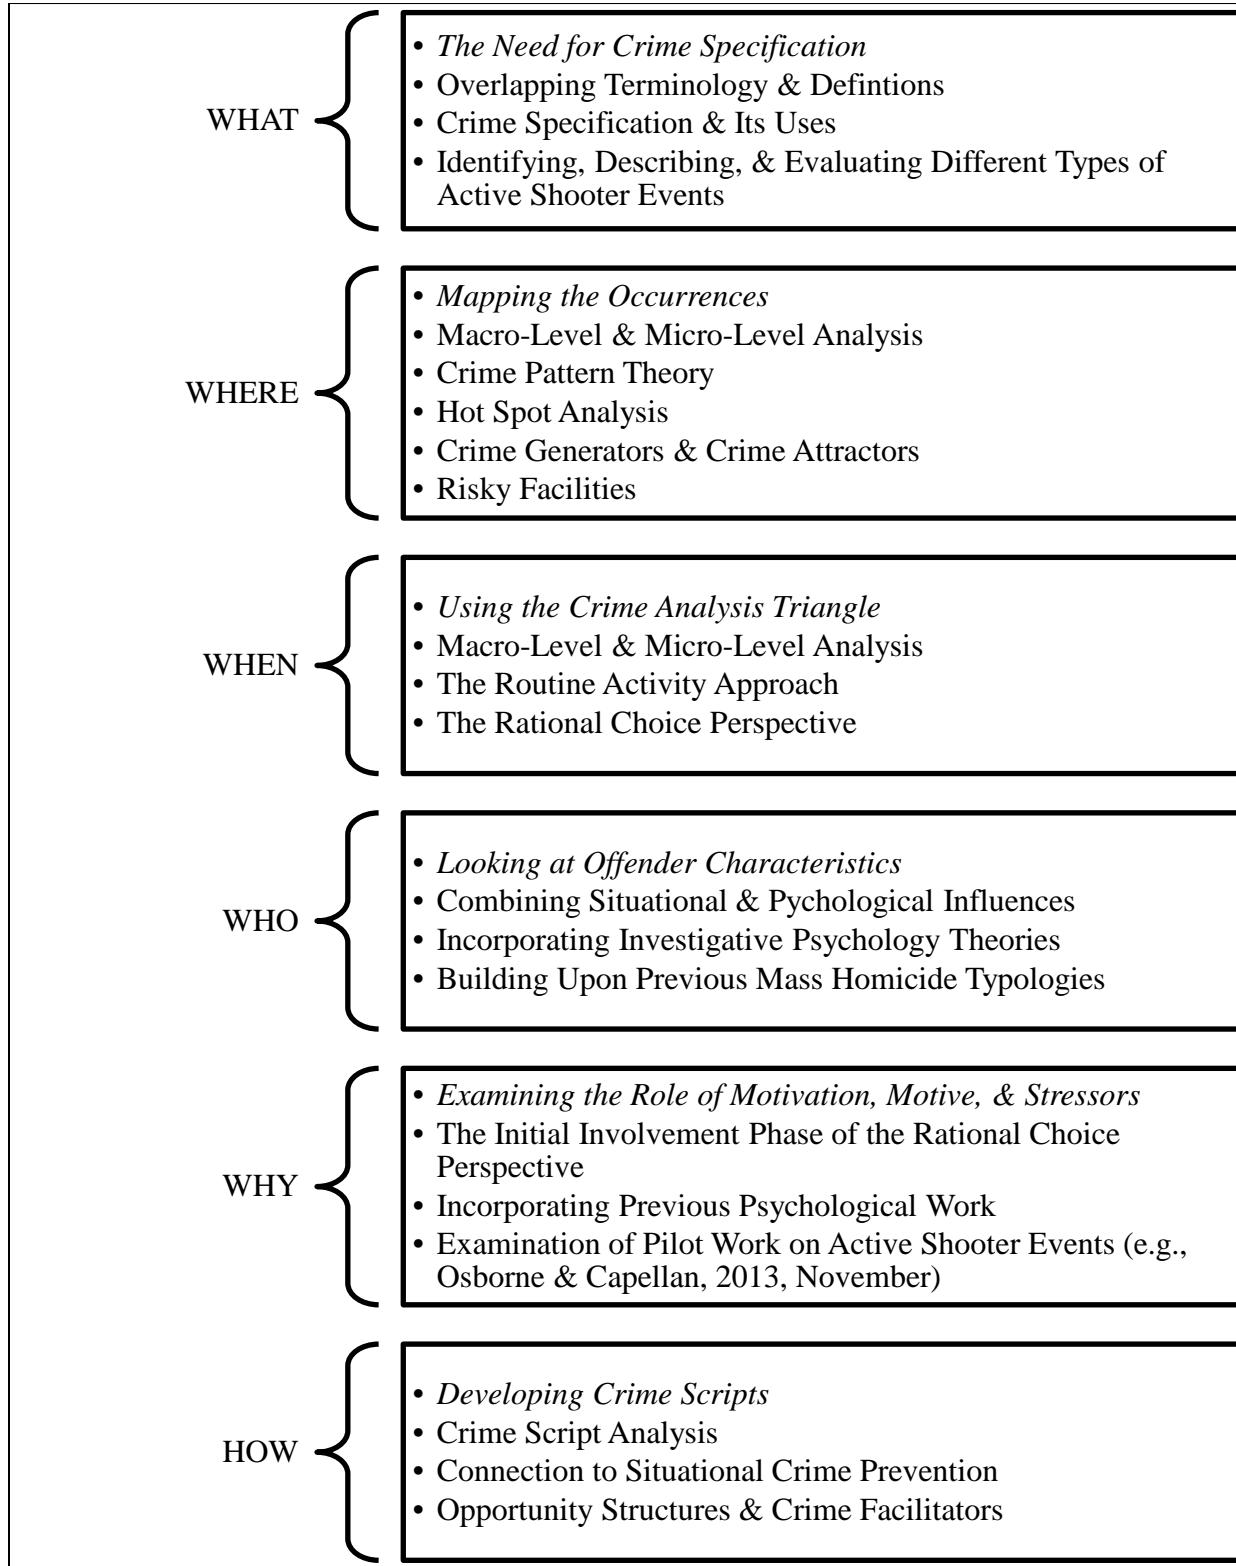 WHAT
• The Need for Crime Specification
• Overlapping Terminology & Defintions
• Crime Specification & Its Uses
• Identifying, Describing, & Evaluating Different Types of
Active Shooter Events
WHERE
• Mapping the Occurrences
• Macro-Level & Micro-Level Analysis
• Crime Pattern Theory
• Hot Spot Analysis
• Crime Generators & Crime Attractors
• Risky Facilities
WHEN
• Using the Crime Analysis Triangle
• Macro-Level & Micro-Level Analysis
• The Routine Activity Approach
• The Rational Choice Perspective
WHO
• Looking at Offender Characteristics
• Combining Situational & Pychological Influences
• Incorporating Investigative Psychology Theories
• Building Upon Previous Mass Homicide Typologies
WHY
• Examining the Role of Motivation, Motive, & Stressors
• The Initial Involvement Phase of the Rational Choice
Perspective
• Incorporating Previous Psychological Work
• Examination of Pilot Work on Active Shooter Events (e.g.,
Osborne & Capellan, 2013, November)
HOW
• Developing Crime Scripts
• Crime Script Analysis
• Connection to Situational Crime Prevention
• Opportunity Structures & Crime Facilitators